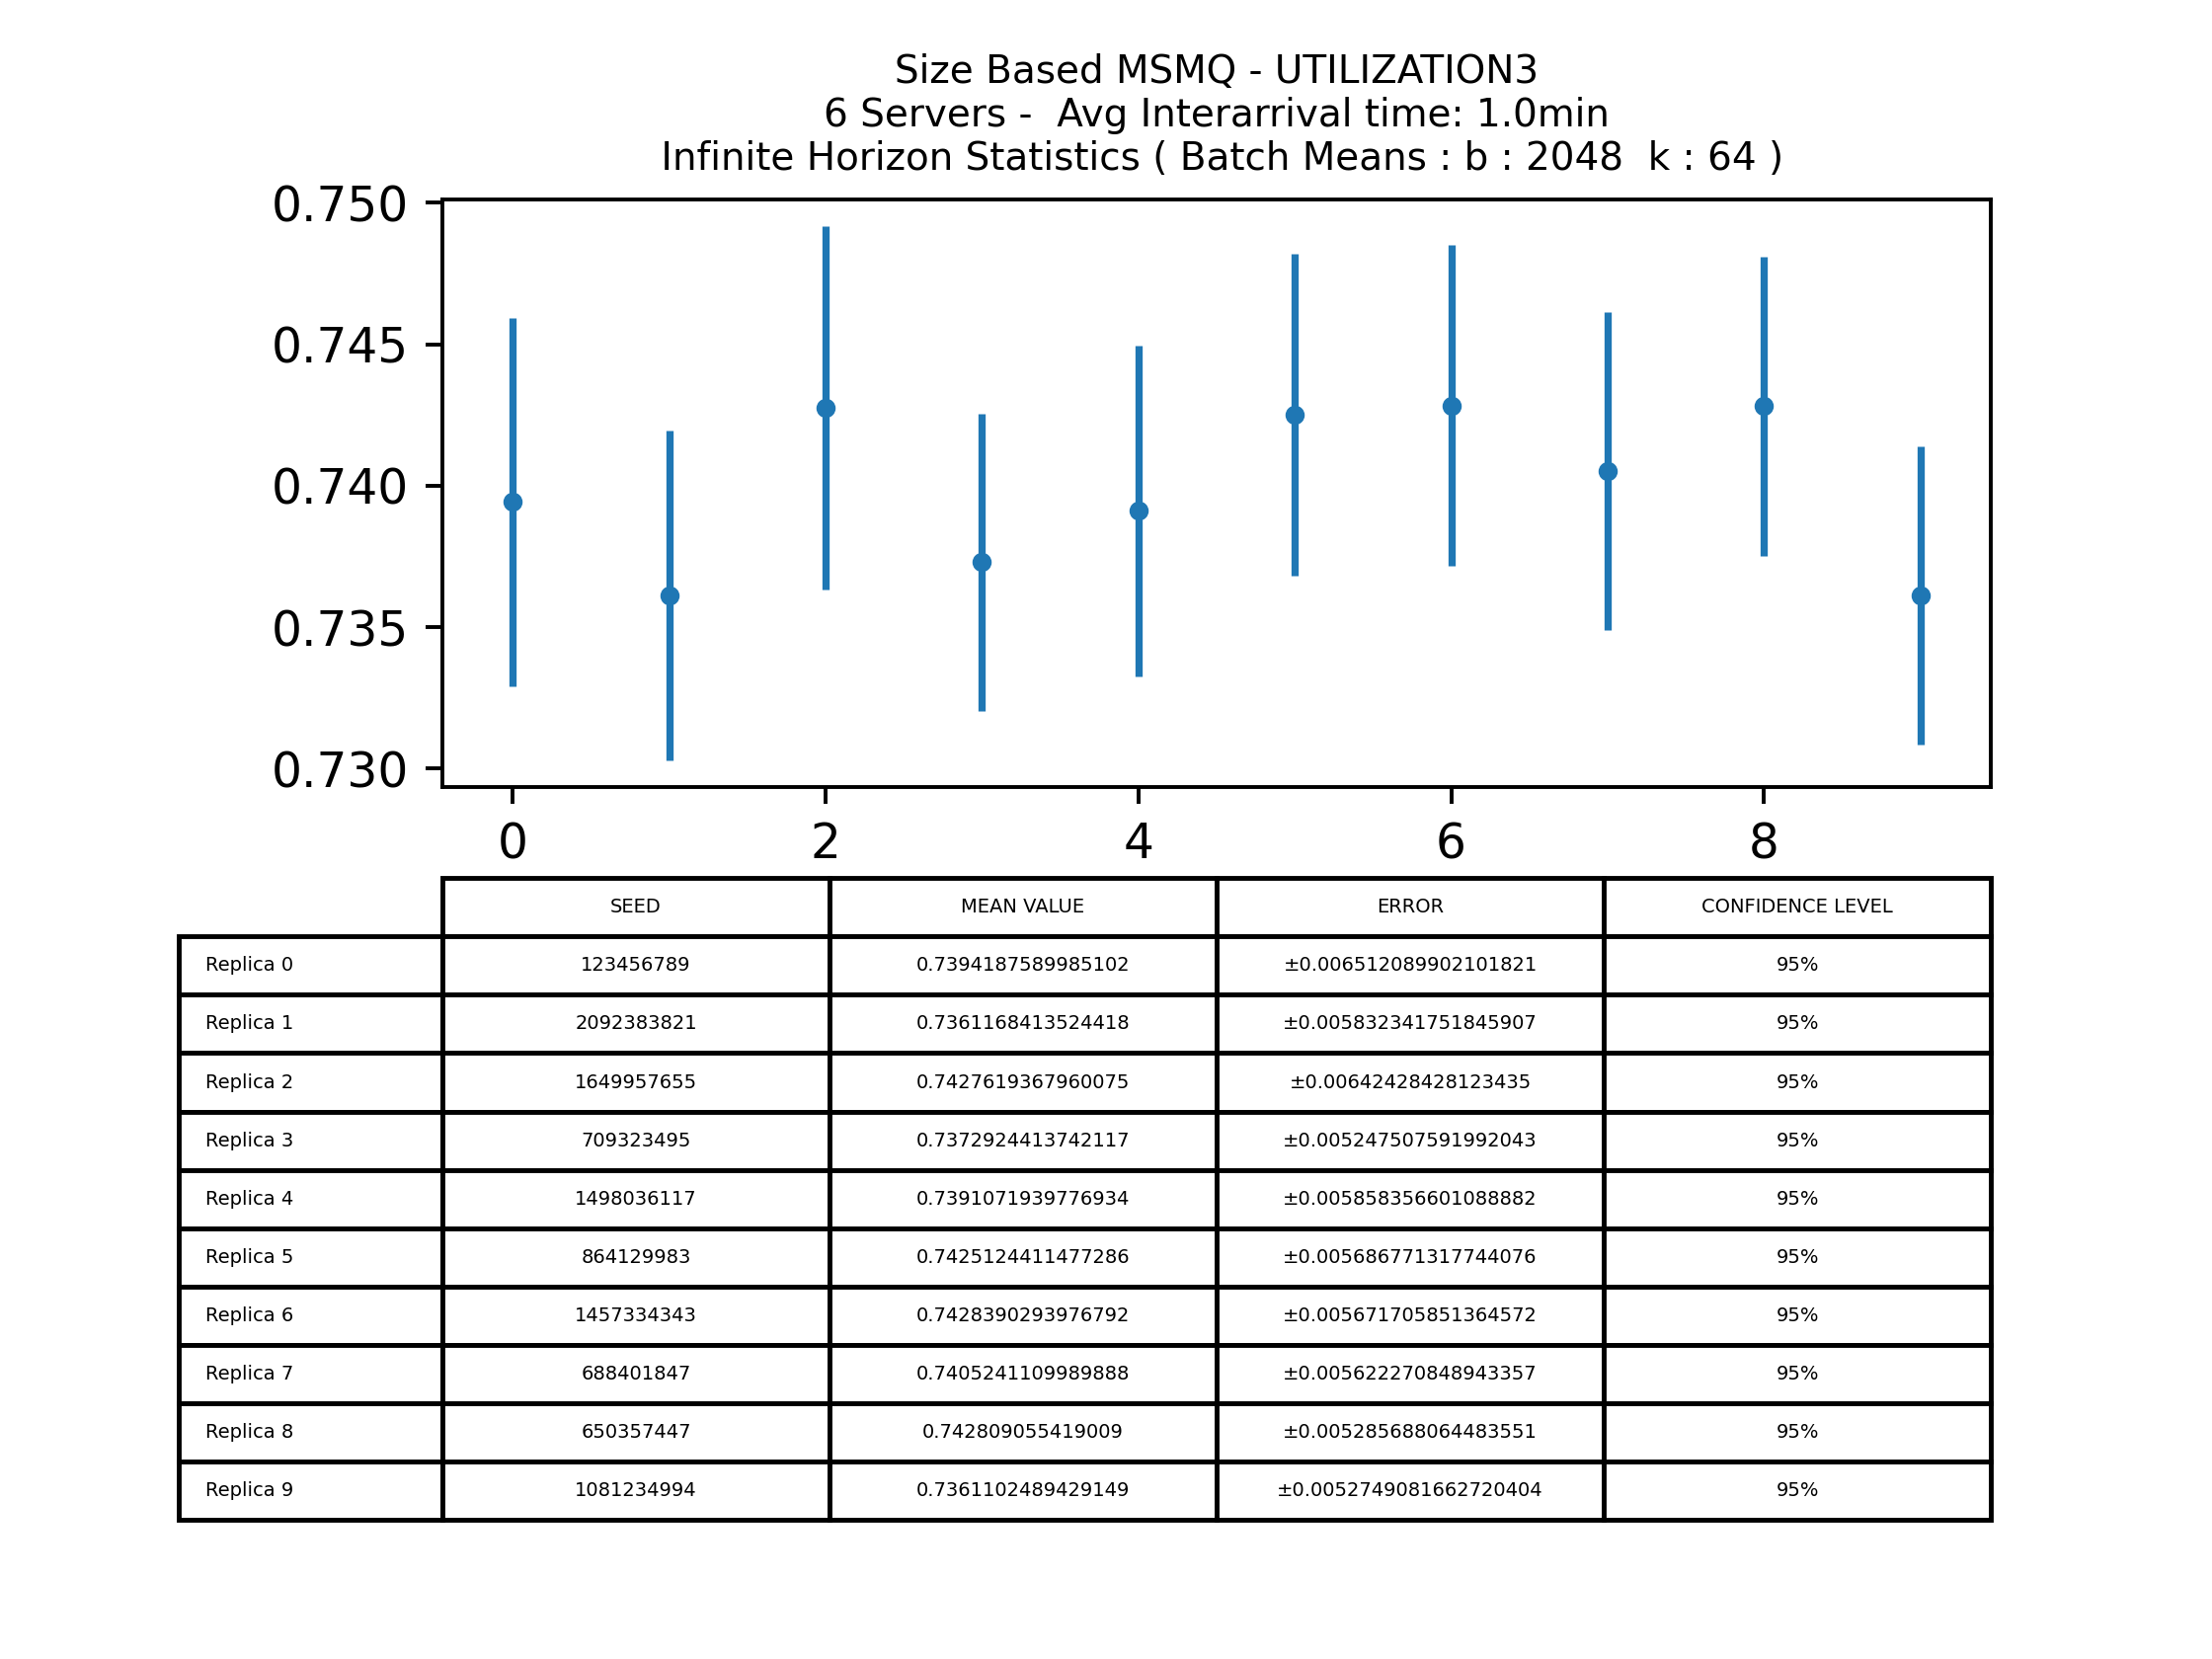 Size Based MSMQ - UTILIZATION3
6 Servers -  Avg Interarrival time: 1.0min
Infinite Horizon Statistics ( Batch Means : b : 2048  k : 64 )
0.750
0.745
0.740
0.735
0.730
0 2 4 6 8
SEED MEAN VALUE ERROR CONFIDENCE LEVEL
Replica 0 123456789 0.7394187589985102 ±0.006512089902101821 95%
Replica 1 2092383821 0.7361168413524418 ±0.005832341751845907 95%
Replica 2 1649957655 0.7427619367960075 ±0.00642428428123435 95%
Replica 3 709323495 0.7372924413742117 ±0.005247507591992043 95%
Replica 4 1498036117 0.7391071939776934 ±0.005858356601088882 95%
Replica 5 864129983 0.7425124411477286 ±0.005686771317744076 95%
Replica 6 1457334343 0.7428390293976792 ±0.005671705851364572 95%
Replica 7 688401847 0.7405241109989888 ±0.005622270848943357 95%
Replica 8 650357447 0.742809055419009 ±0.005285688064483551 95%
Replica 9 1081234994 0.7361102489429149 ±0.0052749081662720404 95%